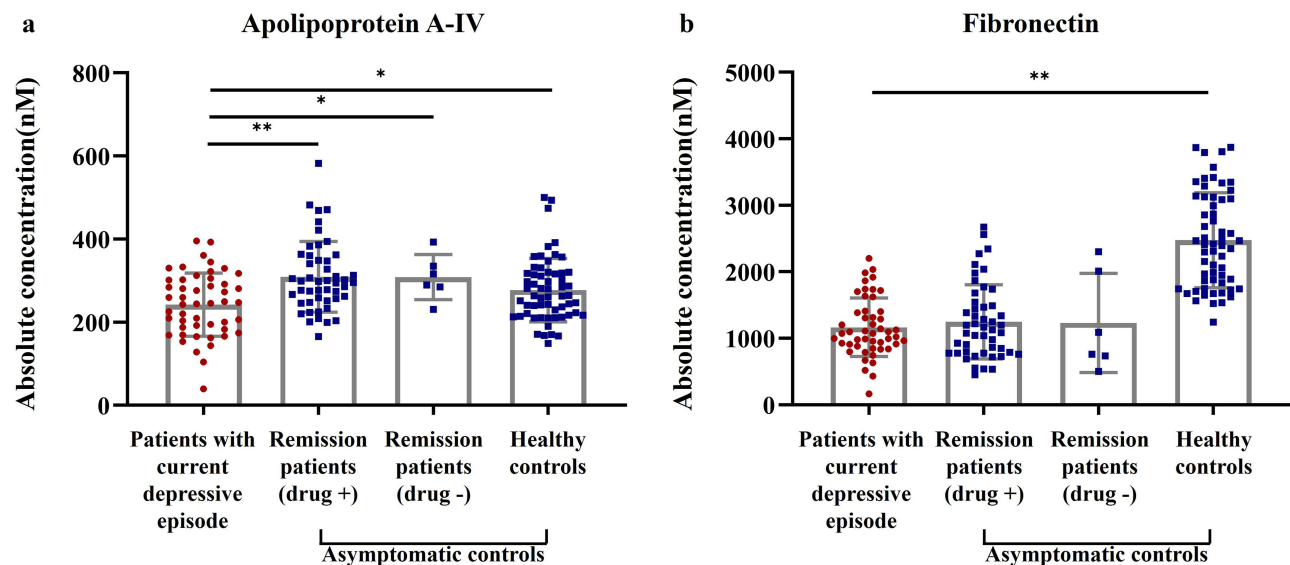 a
Apolipoprotein A-IV
Absolute concentration(nM)
800
600
400
200
0
*
*
**
Patients with
current
depressive
episode
Remission
patients
(drug +)
Remission
patients
(drug -)
Healthy
controls
Asymptomatic controls
b
Fibronectin
Absolute concentration(nM)
5000
4000
3000
2000
1000
0
**
Patients with
current
depressive
episode
Remission
patients
(drug +)
Remission
patients
(drug -)
Healthy
controls
Asymptomatic controls